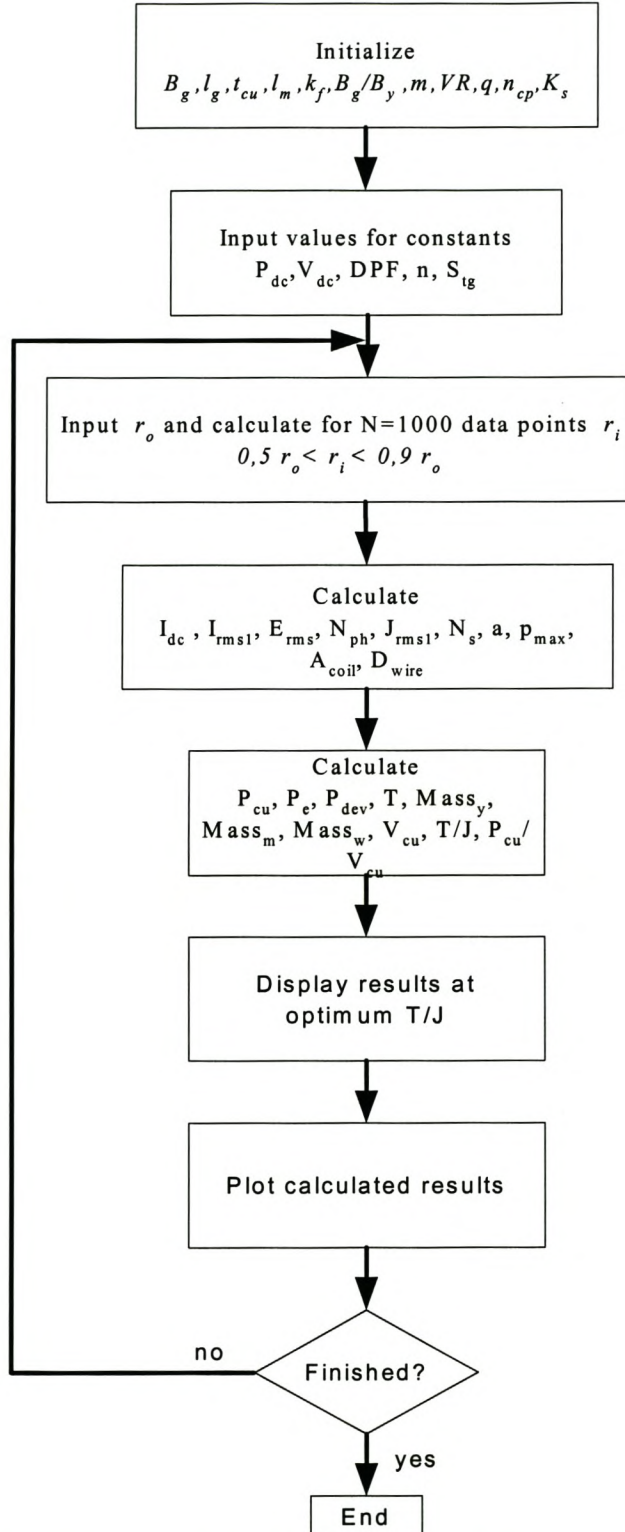 Initialize
B_g, l_g, t_cu, l_m, k_f, B_g/B_y, m, VR, q, n_cp, K_s
Input values for constants
P_dc, V_dc, DPF, n, S_tg
Input r_o and calculate for N=1000 data points r_i
0,5 r_o < r_i < 0,9 r_o
Calculate
I_dc, I_rms1, E_rms, N_ph, J_rms1, N_s, a, p_max,
A_coil, D_wire
Calculate
P_cu, P_e, P_dev, T, Mass_y,
Mass_m, Mass_w, V_cu, T/J, P_cu/
V_cu
Display results at
optimum T/J
Plot calculated results
Finished?
no
yes
End